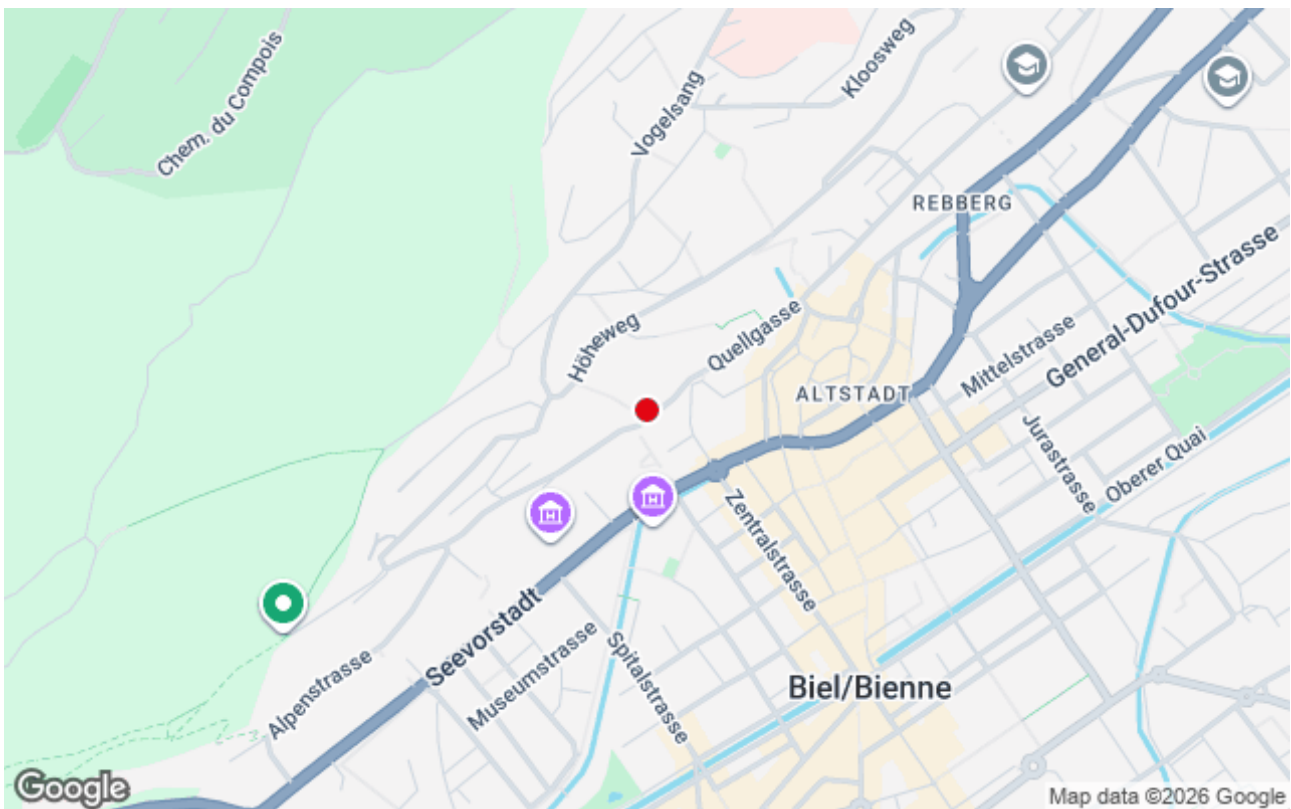 Chem. du Compois
Vogelsang
Kloosweg
REBBERG
General-Dufour-Strasse
Höheweg
Quellgasse
Mittelstrasse
ALTSTADT
Jurastrasse
Oberer Quai
Zentralstrasse
Seevorstadt
Museumstrasse
Spitalstrasse
Alpenstrasse
Biel/Bienne
Google
Map data ©2026 Google